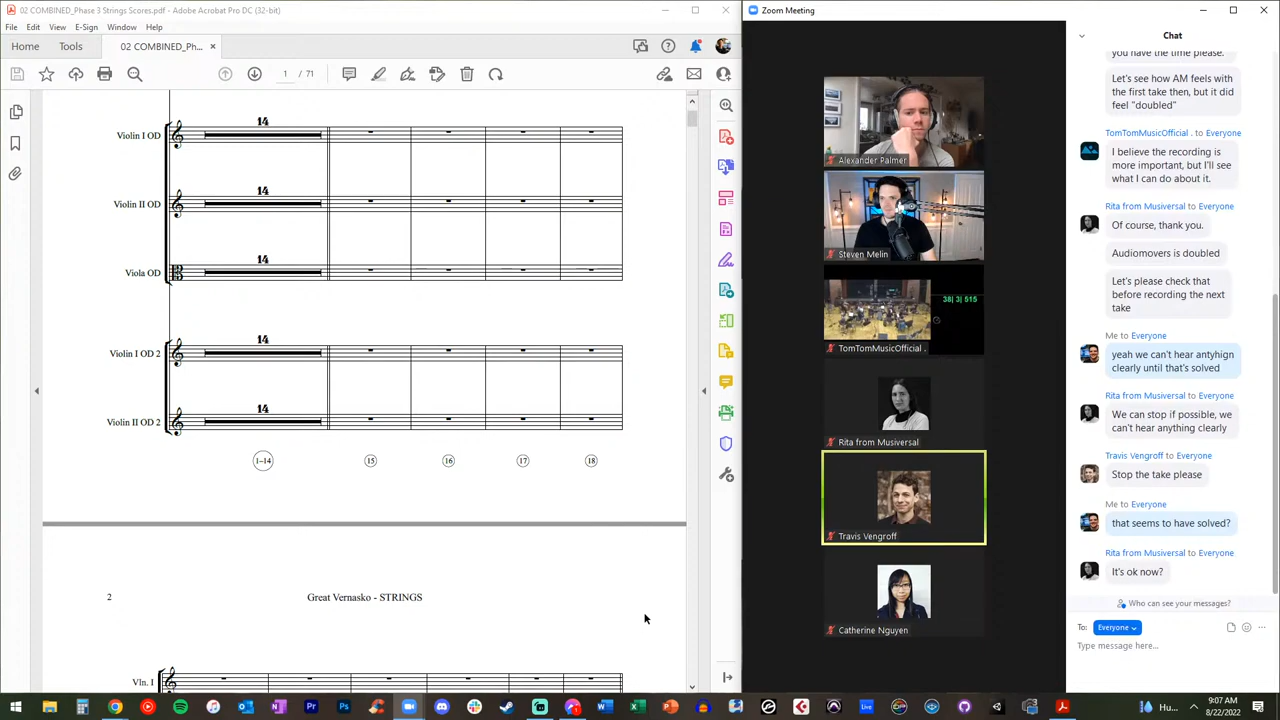 02 COMBINED_Phase 3 Strings Scores.pdf - Adobe Acrobat Pro DC (32-bit)
File Edit View E-Sign Window Help
Home Tools 02 COMBINED_Ph... ×
1 / 71
Violin I OD 14
Violin II OD 14
Viola OD 14
Violin I OD 2 14
Violin II OD 2 14
1–14 15 16 17 18
2 Great Vernasko - STRINGS
Vln. I
Zoom Meeting
Alexander Palmer
Steven Melin
38| 3| 515
TomTomMusicOfficial .
Rita from Musiversal
Travis Vengroff
Catherine Nguyen
Chat
you have the time please.
Let's see how AM feels with
the first take then, but it did
feel "doubled"
TomTomMusicOfficial . to Everyone
I believe the recording is
more important, but I'll see
what I can do about it.
Rita from Musiversal to Everyone
Of course, thank you.
Audiomovers is doubled
Let's please check that
before recording the next
take
Me to Everyone
yeah we can't hear antyhign
clearly until that's solved
Rita from Musiversal to Everyone
We can stop if possible, we
can't hear anything clearly
Travis Vengroff to Everyone
Stop the take please
Me to Everyone
that seems to have solved?
Rita from Musiversal to Everyone
It's ok now?
Who can see your messages?
To: Everyone
Type message here...
Live
Hu...
9:07 AM
8/22/2022